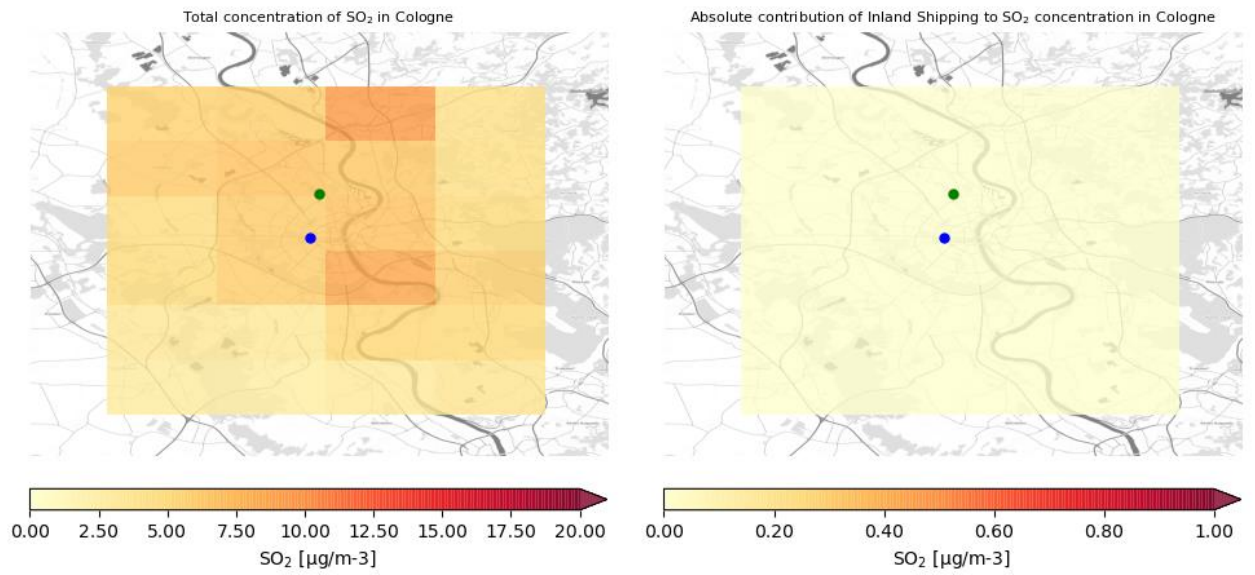 Total concentration of SO₂ in Cologne
Absolute contribution of Inland Shipping to SO₂ concentration in Cologne
0.00 2.50 5.00 7.50 10.00 12.50 15.00 17.50 20.00
SO₂ [µg/m-3]
0.00 0.20 0.40 0.60 0.80 1.00
SO₂ [µg/m-3]